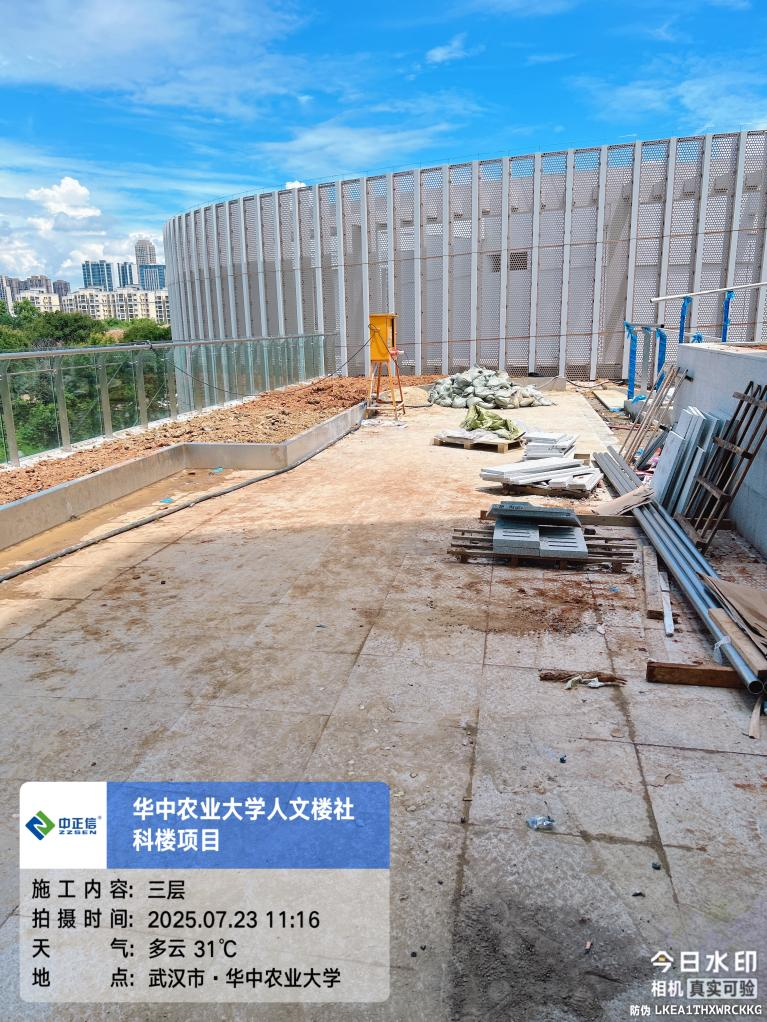 中正信®
ZZSEN
华中农业大学人文楼社
科楼项目
施工内容: 三层
拍摄时间: 2025.07.23 11:16
天气: 多云 31℃
地点: 武汉市·华中农业大学
今日水印
相机 真实可验
防伪 LKEA1THXWRCKKG